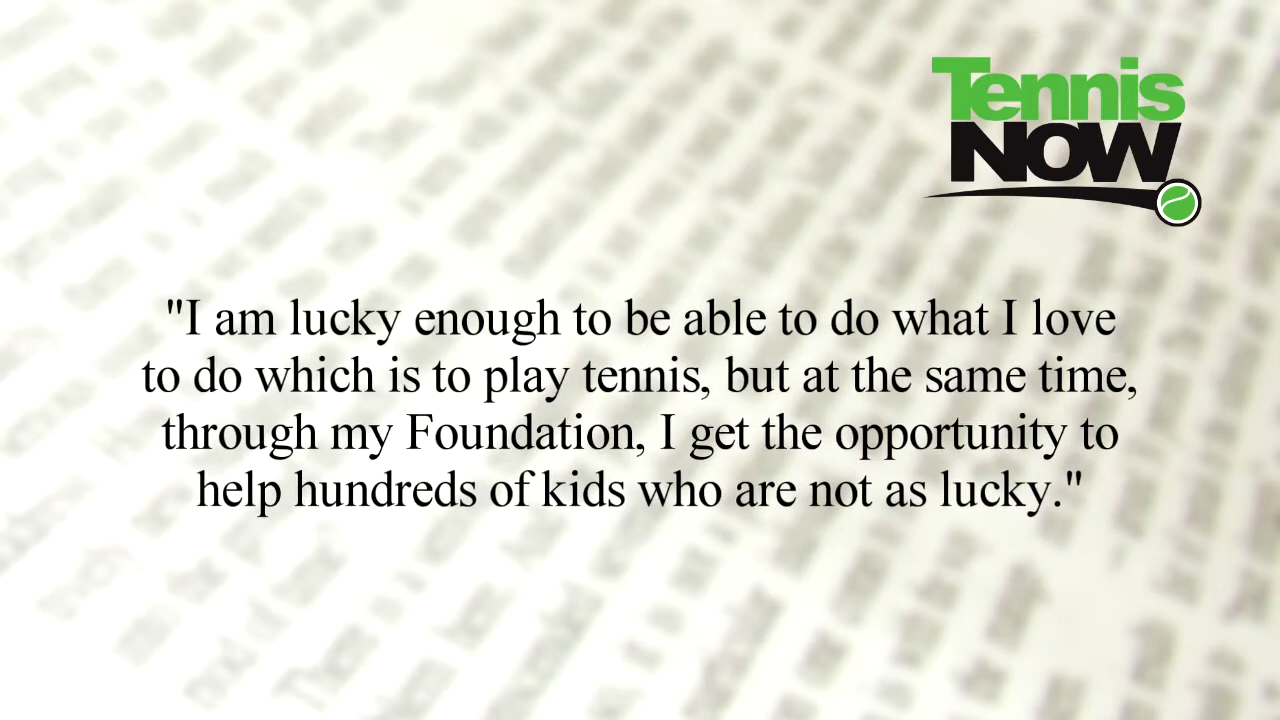 Tennis
NOW
"I am lucky enough to be able to do what I love
to do which is to play tennis, but at the same time,
through my Foundation, I get the opportunity to
help hundreds of kids who are not as lucky."